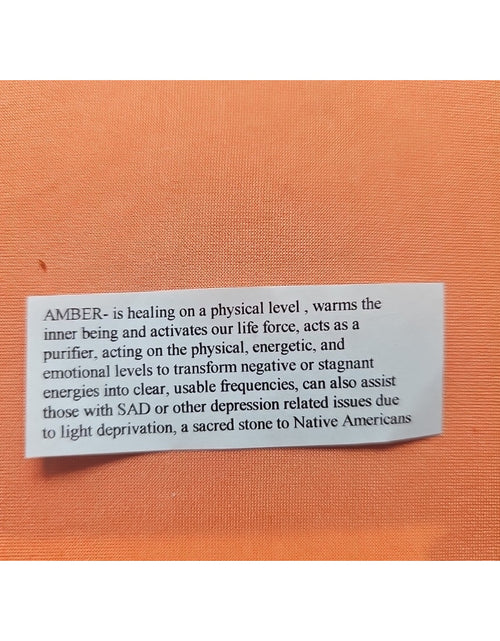 AMBER- is healing on a physical level , warms the
inner being and activates our life force, acts as a
purifier, acting on the physical, energetic, and
emotional levels to transform negative or stagnant
energies into clear, usable frequencies, can also assist
those with SAD or other depression related issues due
to light deprivation, a sacred stone to Native Americans